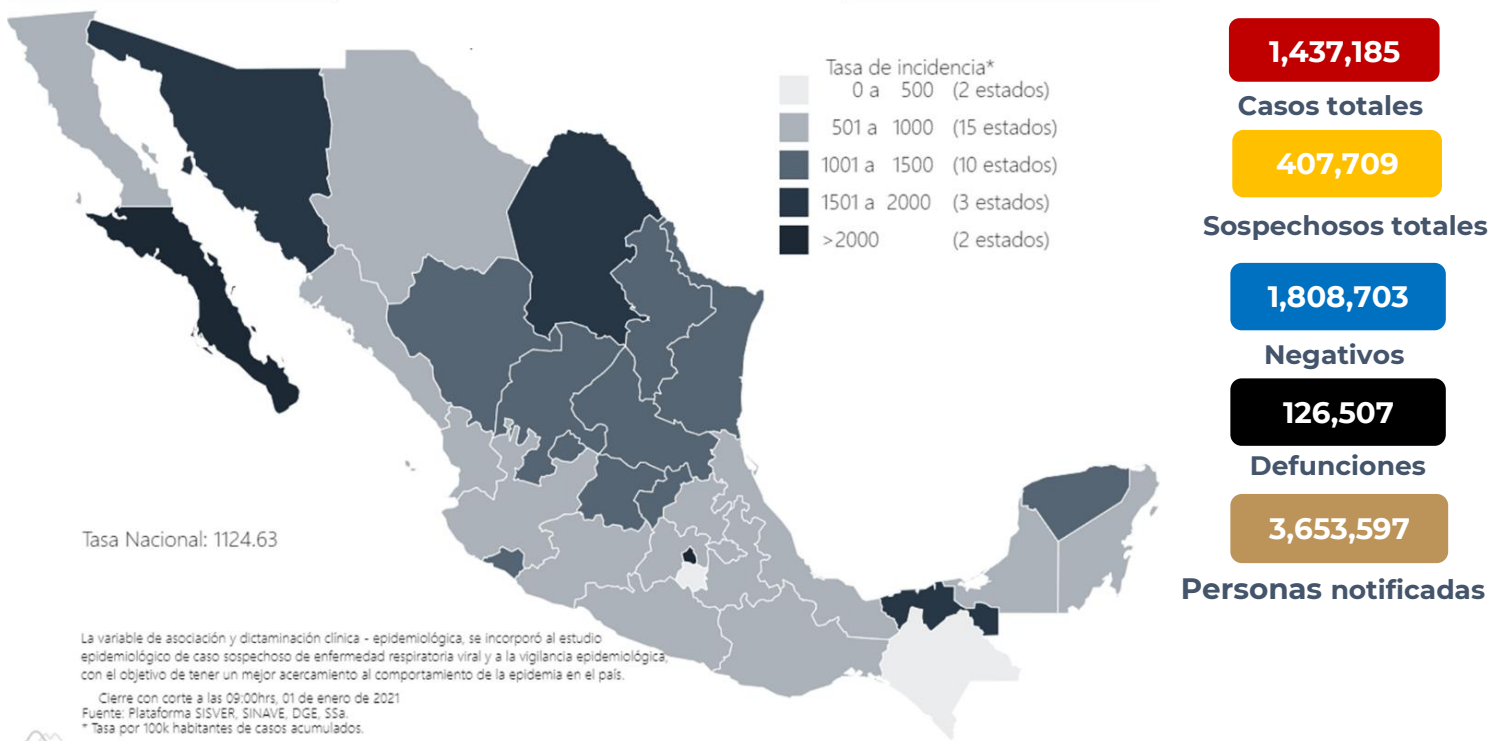 Tasa de incidencia*
0 a 500 (2 estados)
501 a 1000 (15 estados)
1001 a 1500 (10 estados)
1501 a 2000 (3 estados)
>2000 (2 estados)
1,437,185
Casos totales
407,709
Sospechosos totales
1,808,703
Negativos
126,507
Defunciones
3,653,597
Personas notificadas
Tasa Nacional: 1124.63
La variable de asociación y dictaminación clínica - epidemiológica, se incorporó al estudio
epidemiológico de caso sospechoso de enfermedad respiratoria viral y a la vigilancia epidemiológica,
con el objetivo de tener un mejor acercamiento al comportamiento de la epidemia en el país.
Cierre con corte a las 09:00hrs, 01 de enero de 2021
Fuente: Plataforma SISVER, SINAVE, DGE, SSa.
* Tasa por 100k habitantes de casos acumulados.